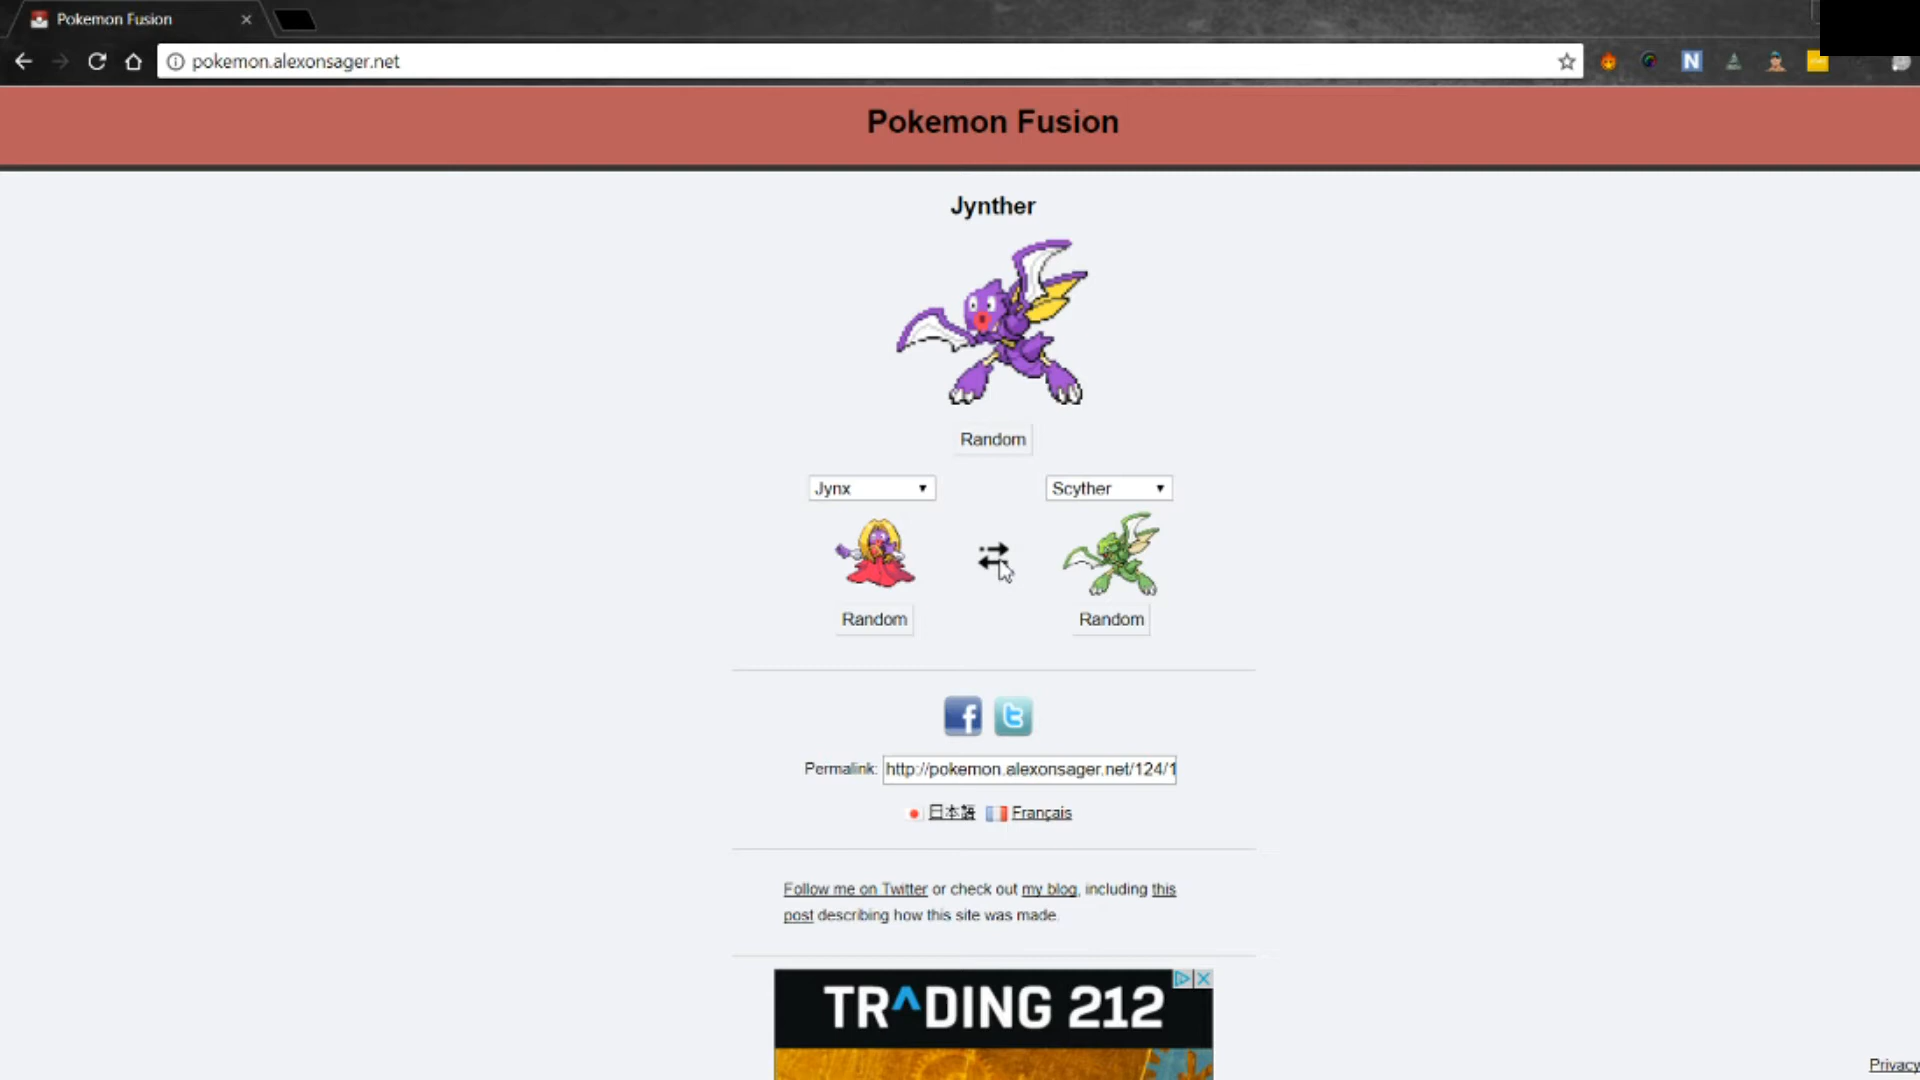 Pokemon Fusion
pokemon.alexonsager.net
N
Pokemon Fusion
Jynther
Random
Jynx Scyther
Random Random
f t
Permalink: http://pokemon.alexonsager.net/124/1
日本語 Français
Follow me on Twitter or check out my blog, including this
post describing how this site was made.
TR^DING 212
Privacy